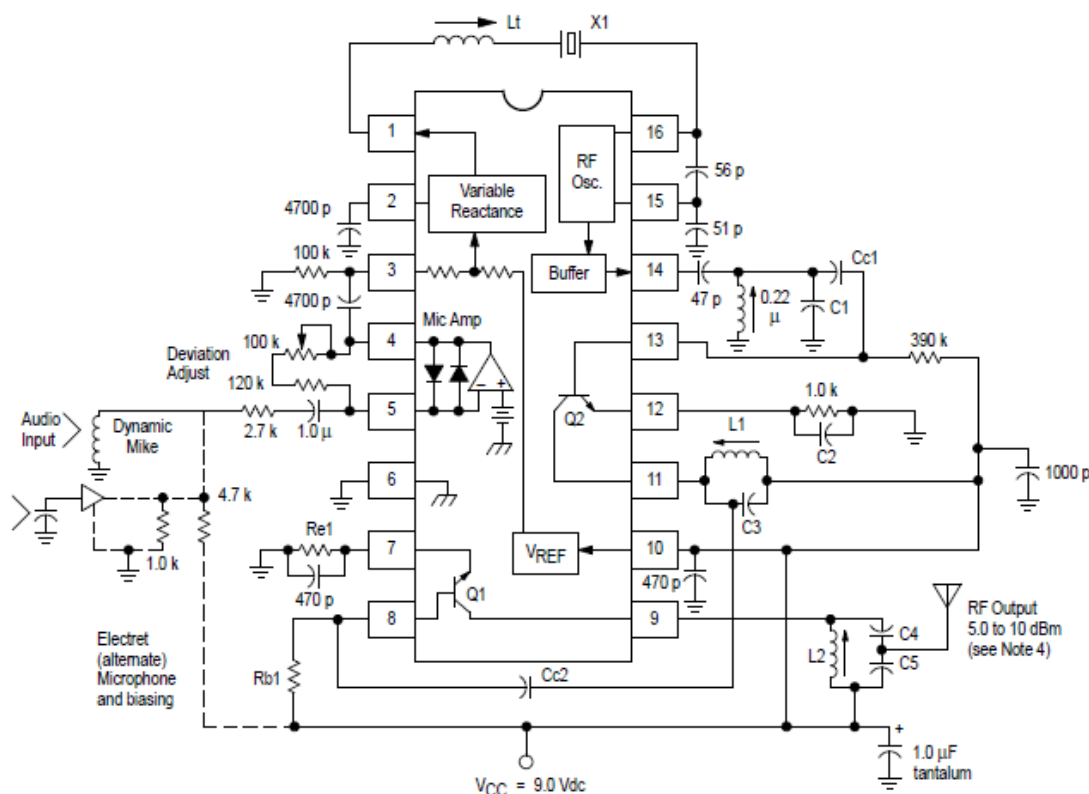 Lt
X1
1
16
RF
Osc.
56 p
Variable
Reactance
2
15
4700 p
51 p
100 k
3
Buffer
14
Cc1
47 p
0.22
μ
C1
4700 p
Mic Amp
100 k
4
13
390 k
Deviation
Adjust
120 k
– +
5
Q2
12
1.0 k
Audio
Input
Dynamic
Mike
2.7 k
1.0 μ
L1
C2
6
11
1000 p
4.7 k
C3
Re1
7
VREF
10
1.0 k
470 p
Q1
470 p
8
9
RF Output
5.0 to 10 dBm
(see Note 4)
C4
L2
C5
Electret
(alternate)
Microphone
and biasing
Rb1
Cc2
+
1.0 μF
tantalum
VCC = 9.0 Vdc